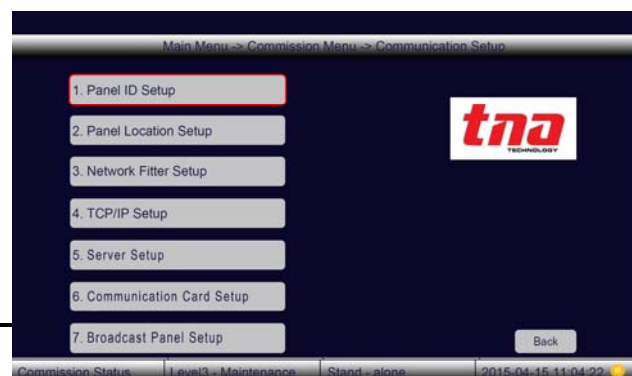 Main Menu -> Commission Menu -> Communication Setup
1. Panel ID Setup
2. Panel Location Setup
3. Network Fitter Setup
4. TCP/IP Setup
5. Server Setup
6. Communication Card Setup
7. Broadcast Panel Setup
tna
TECHNOLOGY
Back
Commission Status Level3 - Maintenance Stand - alone 2015-04-15 11:04:22